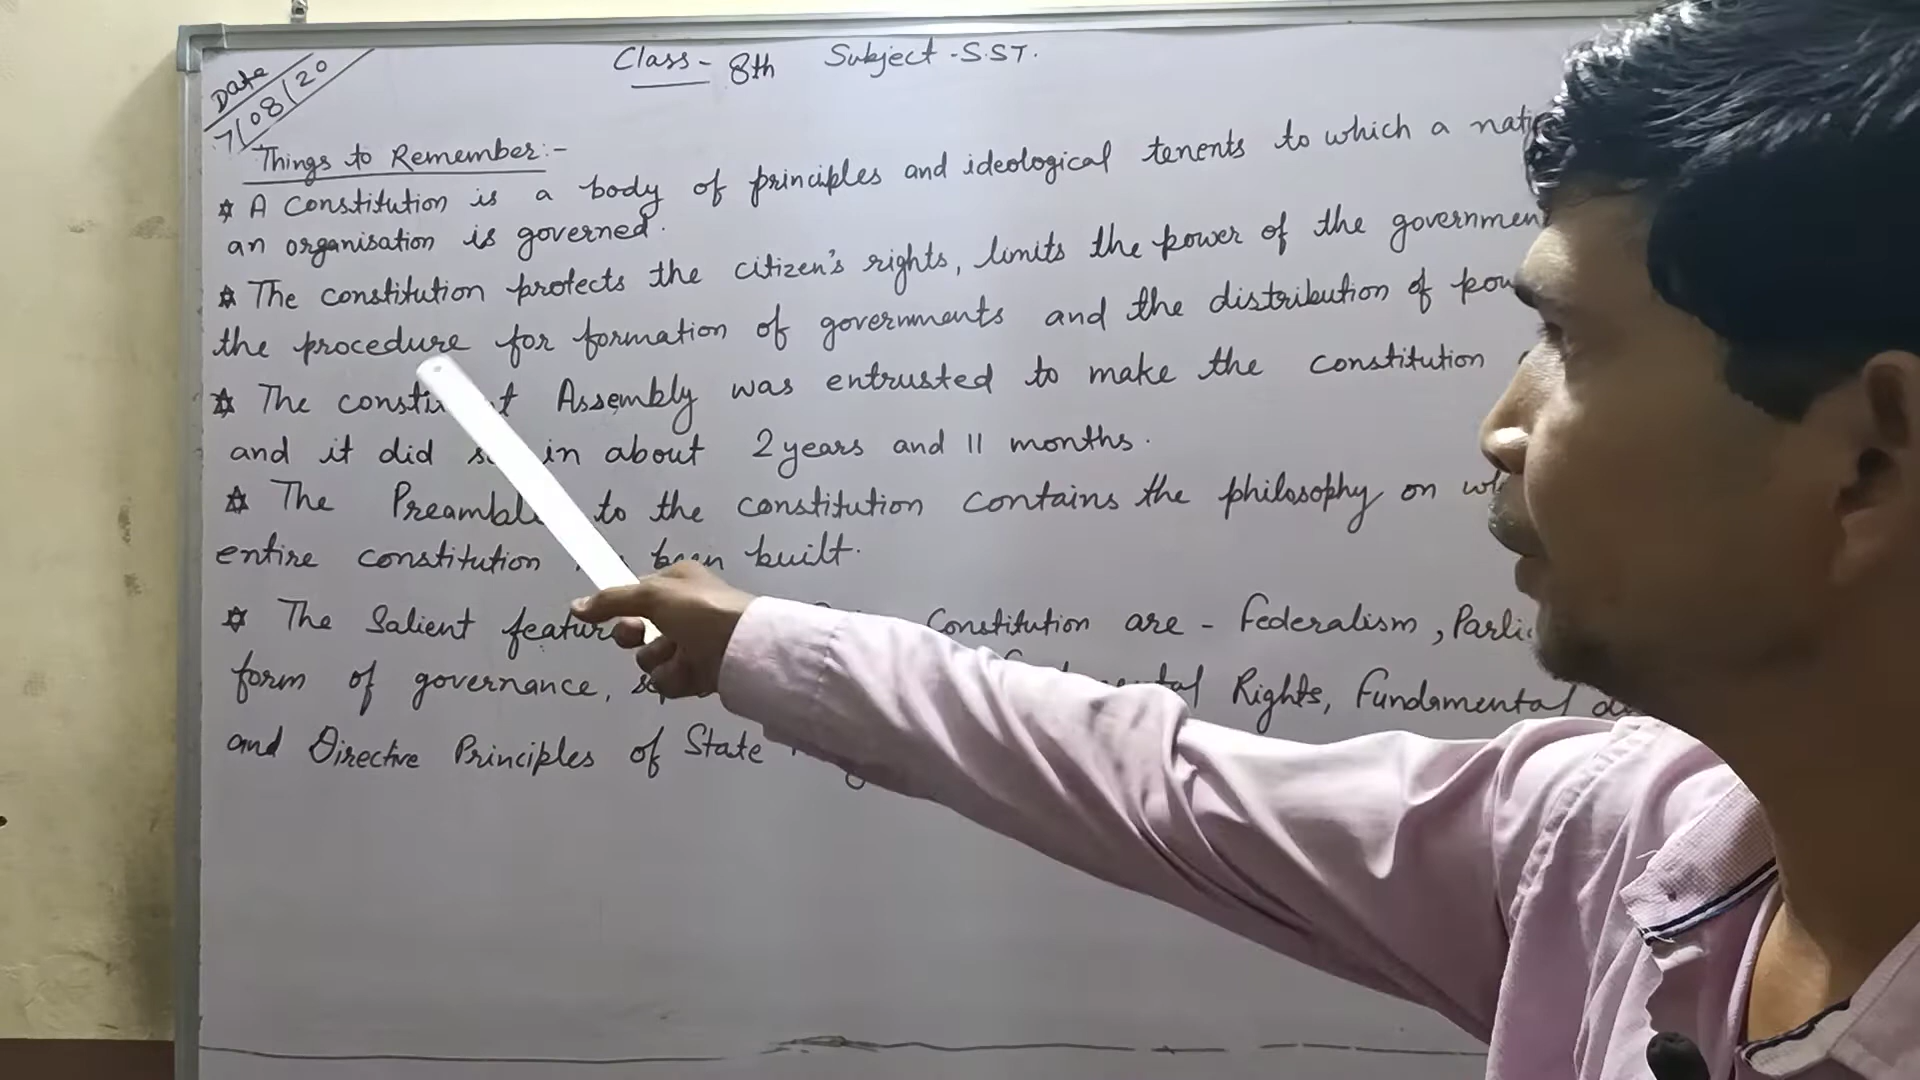 Date
7/08/20
Class - 8th Subject - S.ST.
Things to Remember:-
* A Constitution is a body of principles and ideological tenents to which a
an organisation is governed.
* The constitution protects the citizen's rights, limits the power of the
the procedure for formation of governments and the distribution of
* The Assembly was entrusted to make the constitution
and it did in about 2 years and 11 months.
* The to the constitution contains the philosophy on
entire constitution been built.
* The Salient Constitution are - Federalism,
form of governance, Rights, Fundamental
and Directive Principles of State